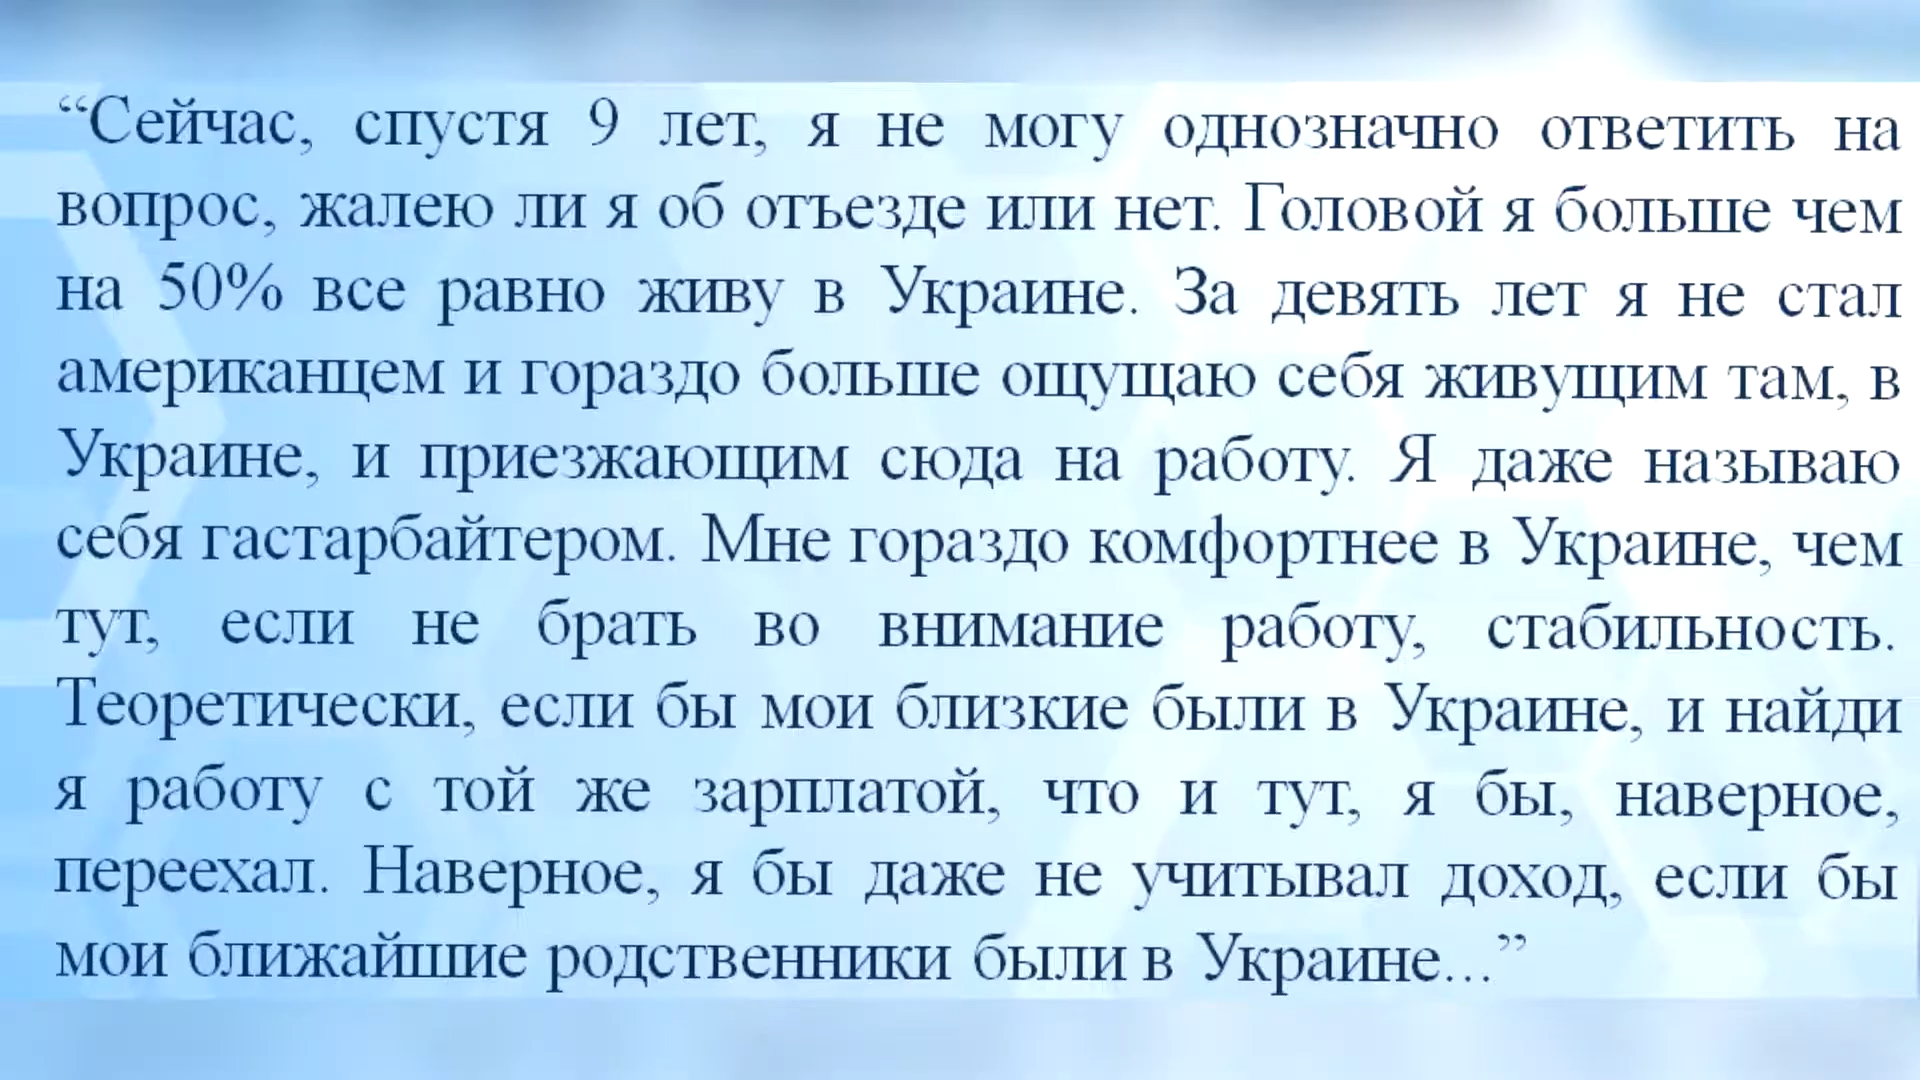 “Сейчас, спустя 9 лет, я не могу однозначно ответить на
вопрос, жалею ли я об отъезде или нет. Головой я больше чем
на 50% все равно живу в Украине. За девять лет я не стал
американцем и гораздо больше ощущаю себя живущим там, в
Украине, и приезжающим сюда на работу. Я даже называю
себя гастарбайтером. Мне гораздо комфортнее в Украине, чем
тут, если не брать во внимание работу, стабильность.
Теоретически, если бы мои близкие были в Украине, и найди
я работу с той же зарплатой, что и тут, я бы, наверное,
переехал. Наверное, я бы даже не учитывал доход, если бы
мои ближайшие родственники были в Украине...”